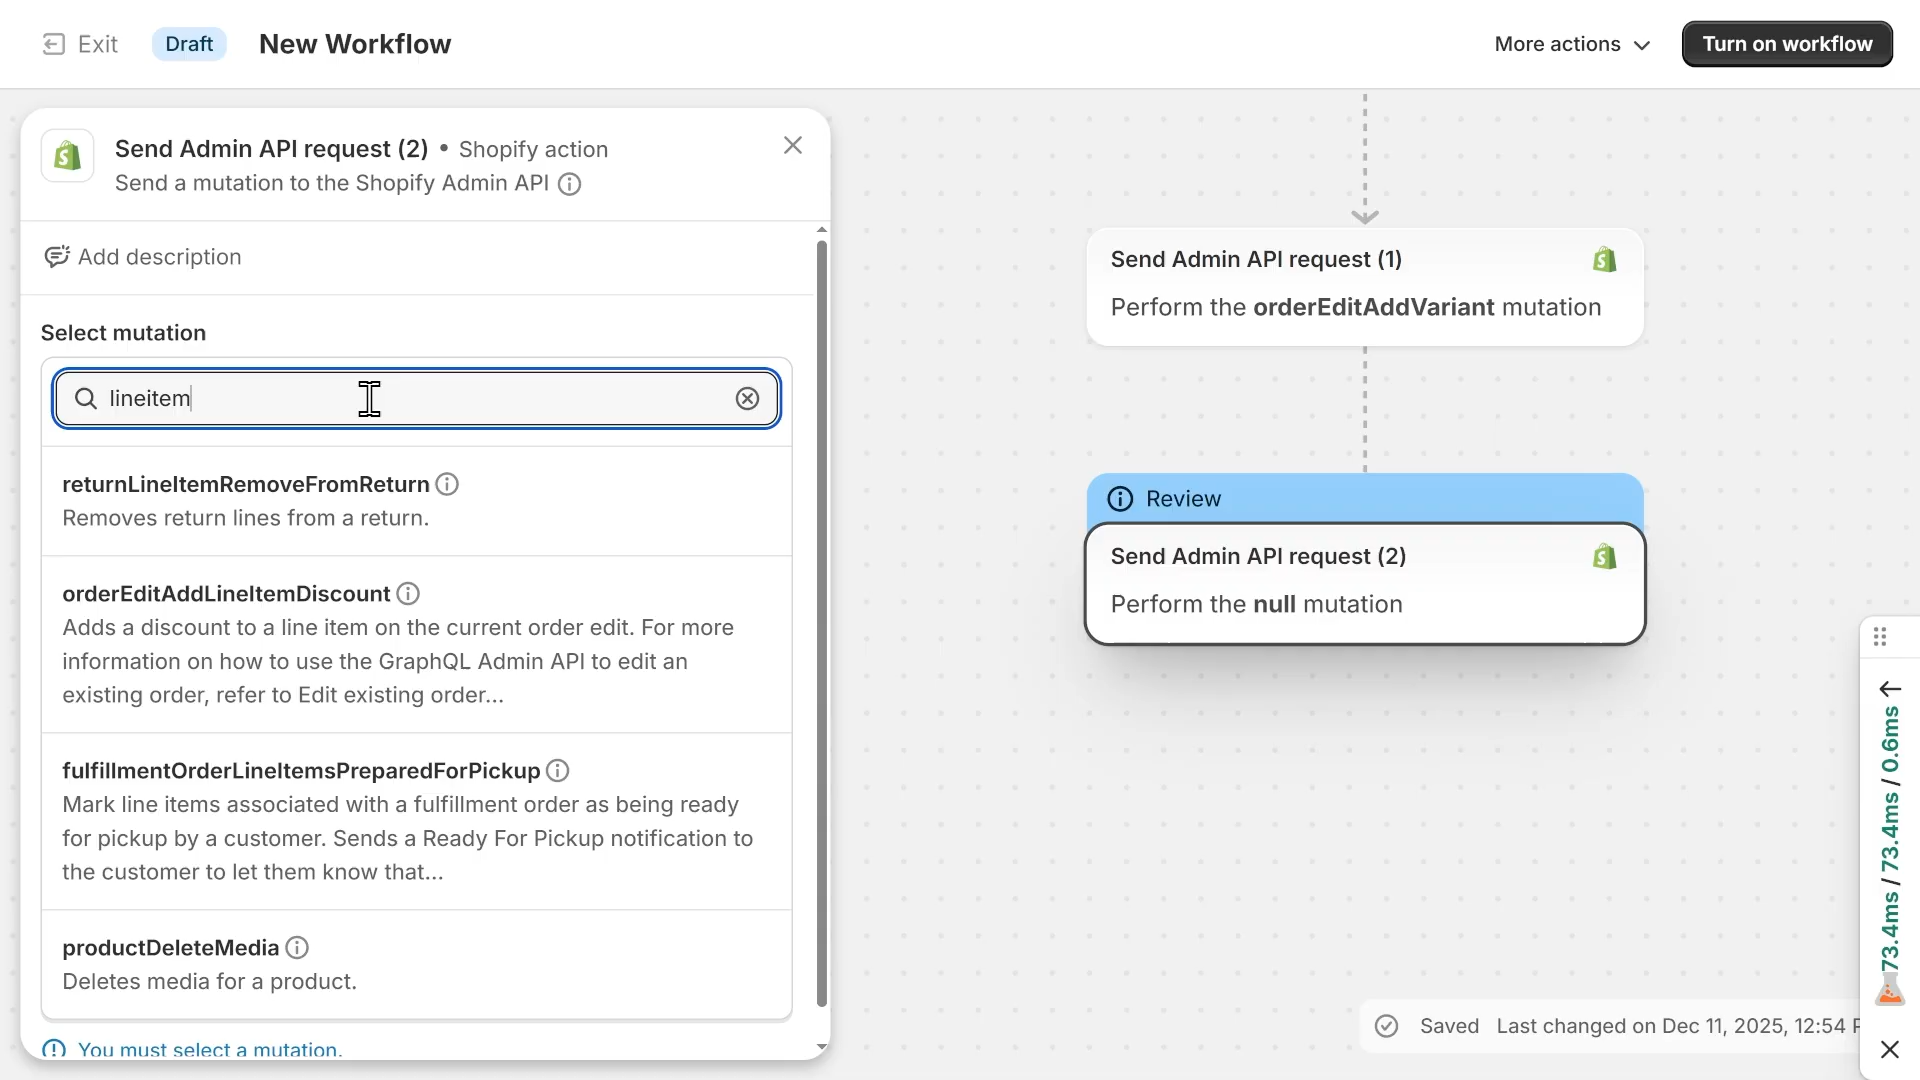 Exit
Draft
New Workflow
More actions
Turn on workflow
Send Admin API request (2) • Shopify action
Send a mutation to the Shopify Admin API
Add description
Select mutation
lineitem
returnLineItemRemoveFromReturn
Removes return lines from a return.
orderEditAddLineItemDiscount
Adds a discount to a line item on the current order edit. For more
information on how to use the GraphQL Admin API to edit an
existing order, refer to Edit existing order...
fulfillmentOrderLineItemsPreparedForPickup
Mark line items associated with a fulfillment order as being ready
for pickup by a customer. Sends a Ready For Pickup notification to
the customer to let them know that...
productDeleteMedia
Deletes media for a product.
You must select a mutation.
Send Admin API request (1)
Perform the orderEditAddVariant mutation
Review
Send Admin API request (2)
Perform the null mutation
73.4ms / 73.4ms / 0.6ms
Saved Last changed on Dec 11, 2025, 12:54